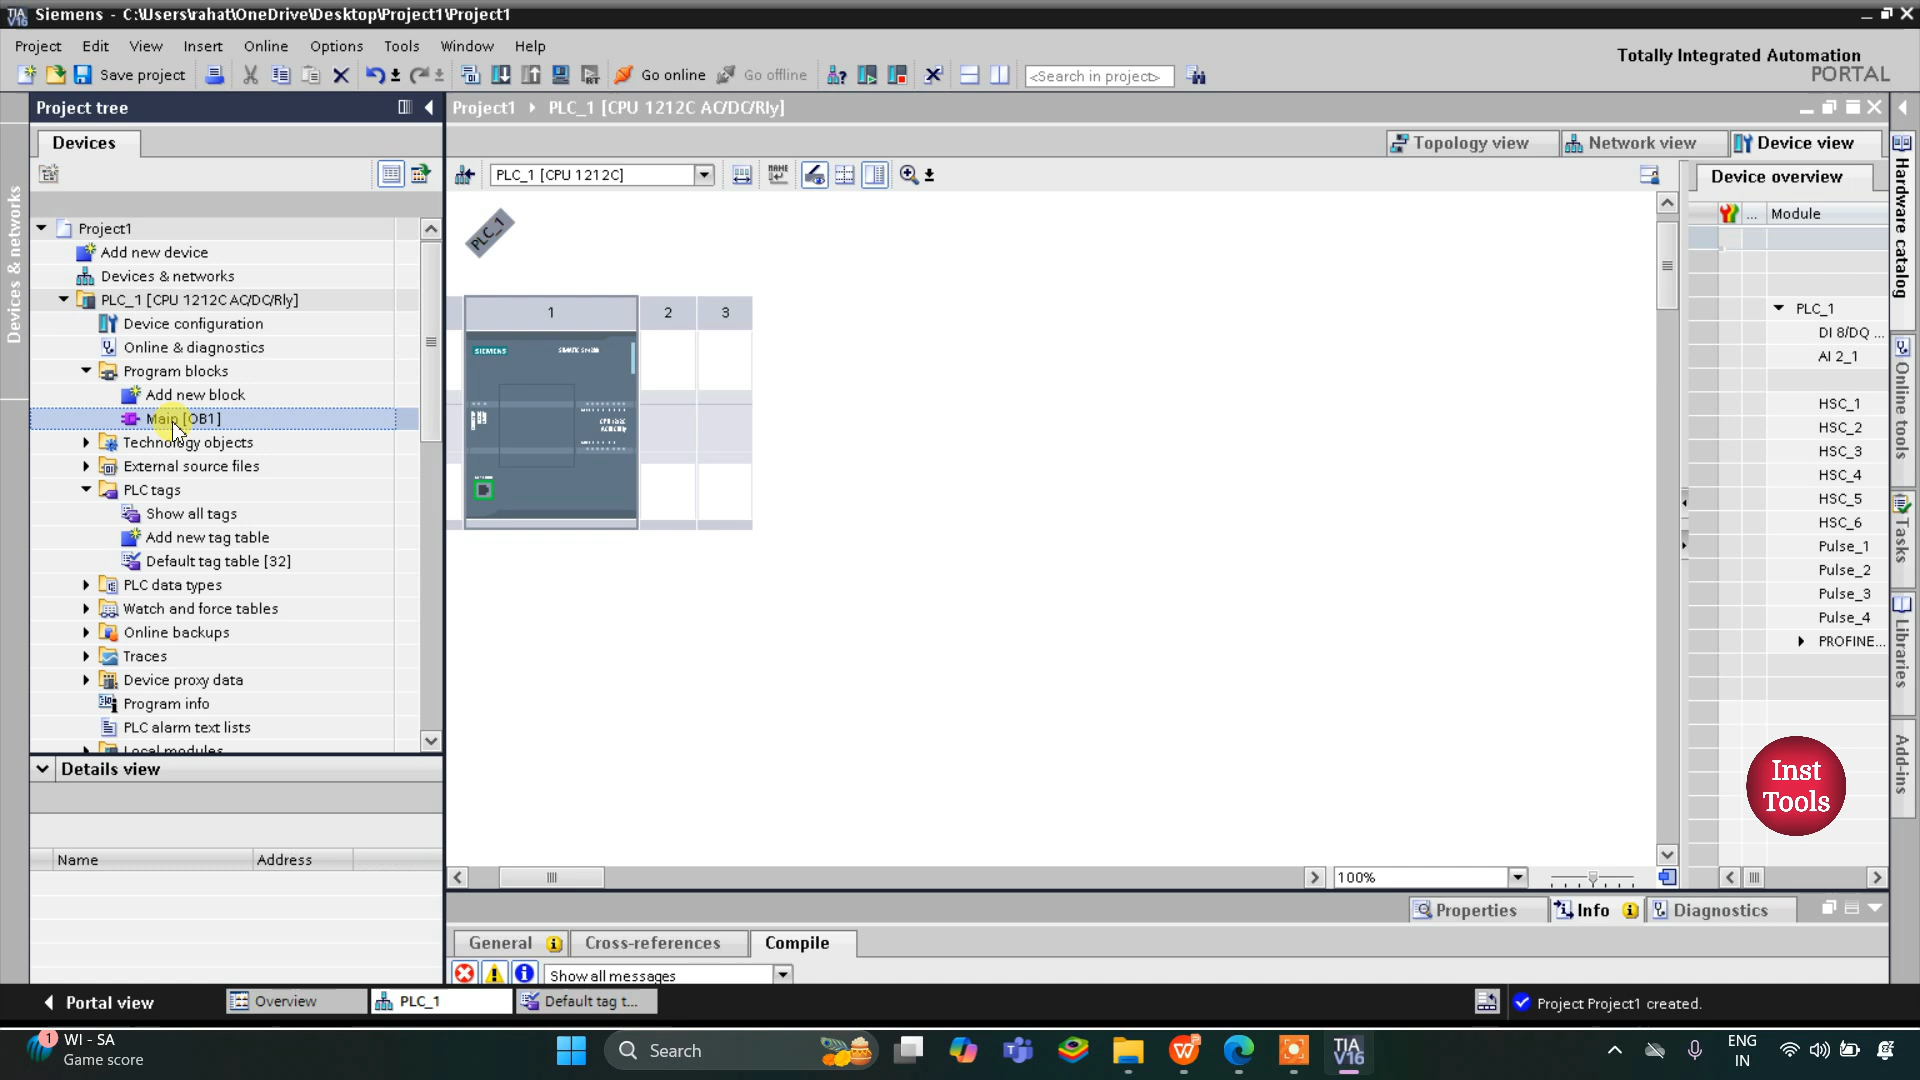 TIA V16 Siemens - C:\Users\rahat\OneDrive\Desktop\Project1\Project1
Project Edit View Insert Online Options Tools Window Help
Totally Integrated Automation
PORTAL
Save project Go online Go offline <Search in project>
Project tree
Project1 PLC_1 [CPU 1212C AC/DC/Rly]
Devices
Topology view Network view Device view
PLC_1 [CPU 1212C]
Device overview
... Module
Devices & networks
Project1
Add new device
Devices & networks
PLC_1 [CPU 1212C AC/DC/Rly]
Device configuration
Online & diagnostics
Program blocks
Add new block
Main [OB1]
Technology objects
External source files
PLC tags
Show all tags
Add new tag table
Default tag table [32]
PLC data types
Watch and force tables
Online backups
Traces
Device proxy data
Program info
PLC alarm text lists
Local modules
PLC_1
1 2 3
SIEMENS
PLC_1
DI 8/DQ ...
AI 2_1
HSC_1
HSC_2
HSC_3
HSC_4
HSC_5
HSC_6
Pulse_1
Pulse_2
Pulse_3
Pulse_4
PROFINE...
Hardware catalog
Online tools
Tasks
Libraries
Add-ins
Inst
Tools
Details view
Name Address
100%
Properties Info Diagnostics
General Cross-references Compile
Show all messages
Portal view Overview PLC_1 Default tag t...
Project Project1 created.
1 WI - SA
Game score
Search
TIA
V16
ENG
IN